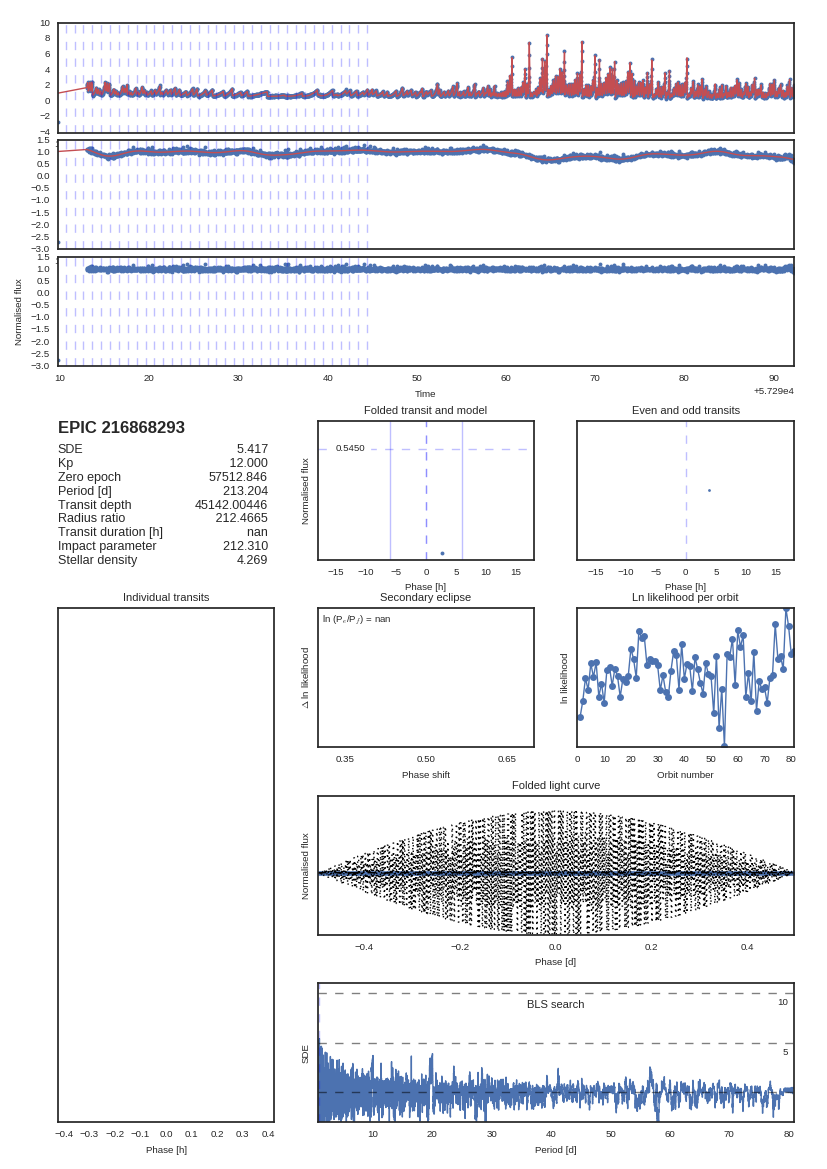 10
8
6
4
2
0
−2
−4
1.5
1.0
0.5
0.0
−0.5
−1.0
−1.5
−2.0
−2.5
−3.0
1.5
1.0
0.5
0.0
−0.5
−1.0
−1.5
−2.0
−2.5
−3.0
Normalised flux
10 20 30 40 50 60 70 80 90
Time
+5.729e4
EPIC 216868293
SDE 5.417
Kp 12.000
Zero epoch 57512.846
Period [d] 213.204
Transit depth 45142.00446
Radius ratio 212.4665
Transit duration [h] nan
Impact parameter 212.310
Stellar density 4.269
Folded transit and model
0.5450
Normalised flux
−15 −10 −5 0 5 10 15
Phase [h]
Even and odd transits
−15 −10 −5 0 5 10 15
Phase [h]
Individual transits
−0.4 −0.3 −0.2 −0.1 0.0 0.1 0.2 0.3 0.4
Phase [h]
Secondary eclipse
Δ ln likelihood
0.35 0.50 0.65
Phase shift
Ln likelihood per orbit
ln likelihood
0 10 20 30 40 50 60 70 80
Orbit number
Folded light curve
Normalised flux
−0.4 −0.2 0.0 0.2 0.4
Phase [d]
BLS search
10
5
SDE
10 20 30 40 50 60 70 80
Period [d]